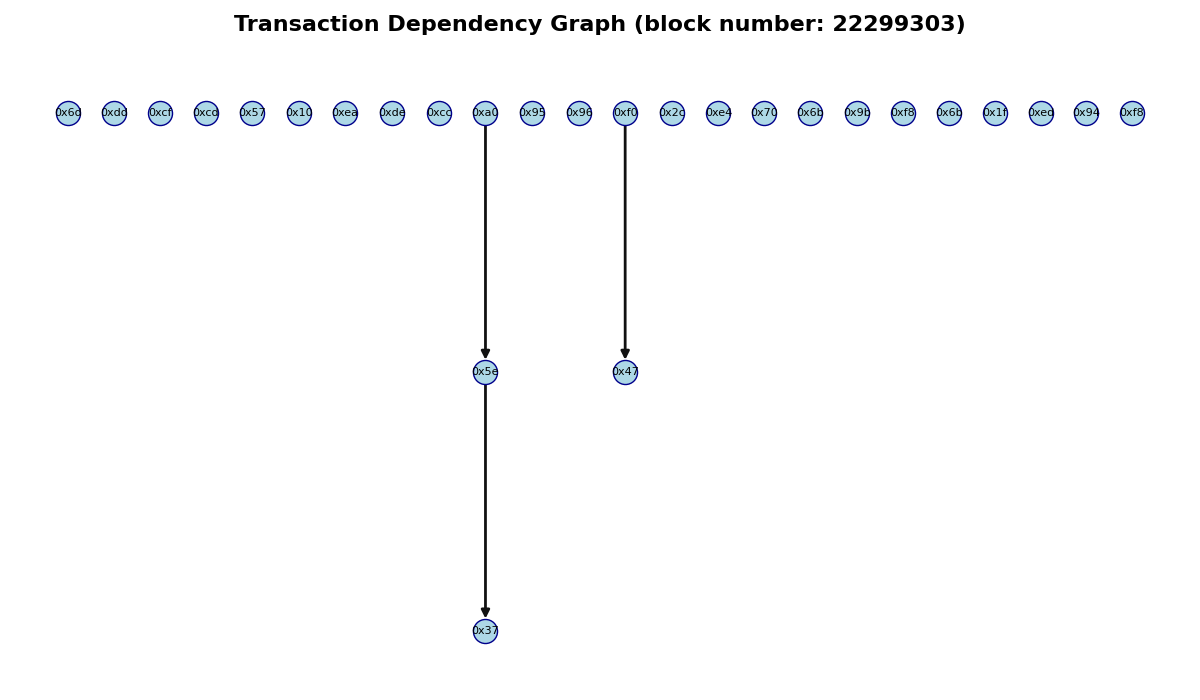 Transaction Dependency Graph (block number: 22299303)
0x6d 0xdd 0xcf 0xcd 0x57 0x10 0xea 0xde 0xcc 0xa0 0x95 0x96 0xf0 0x2c 0xe4 0x70 0x6b 0x9b 0xf8 0x6b 0x1f 0xed 0x94 0xf8
0x5e 0x47
0x37